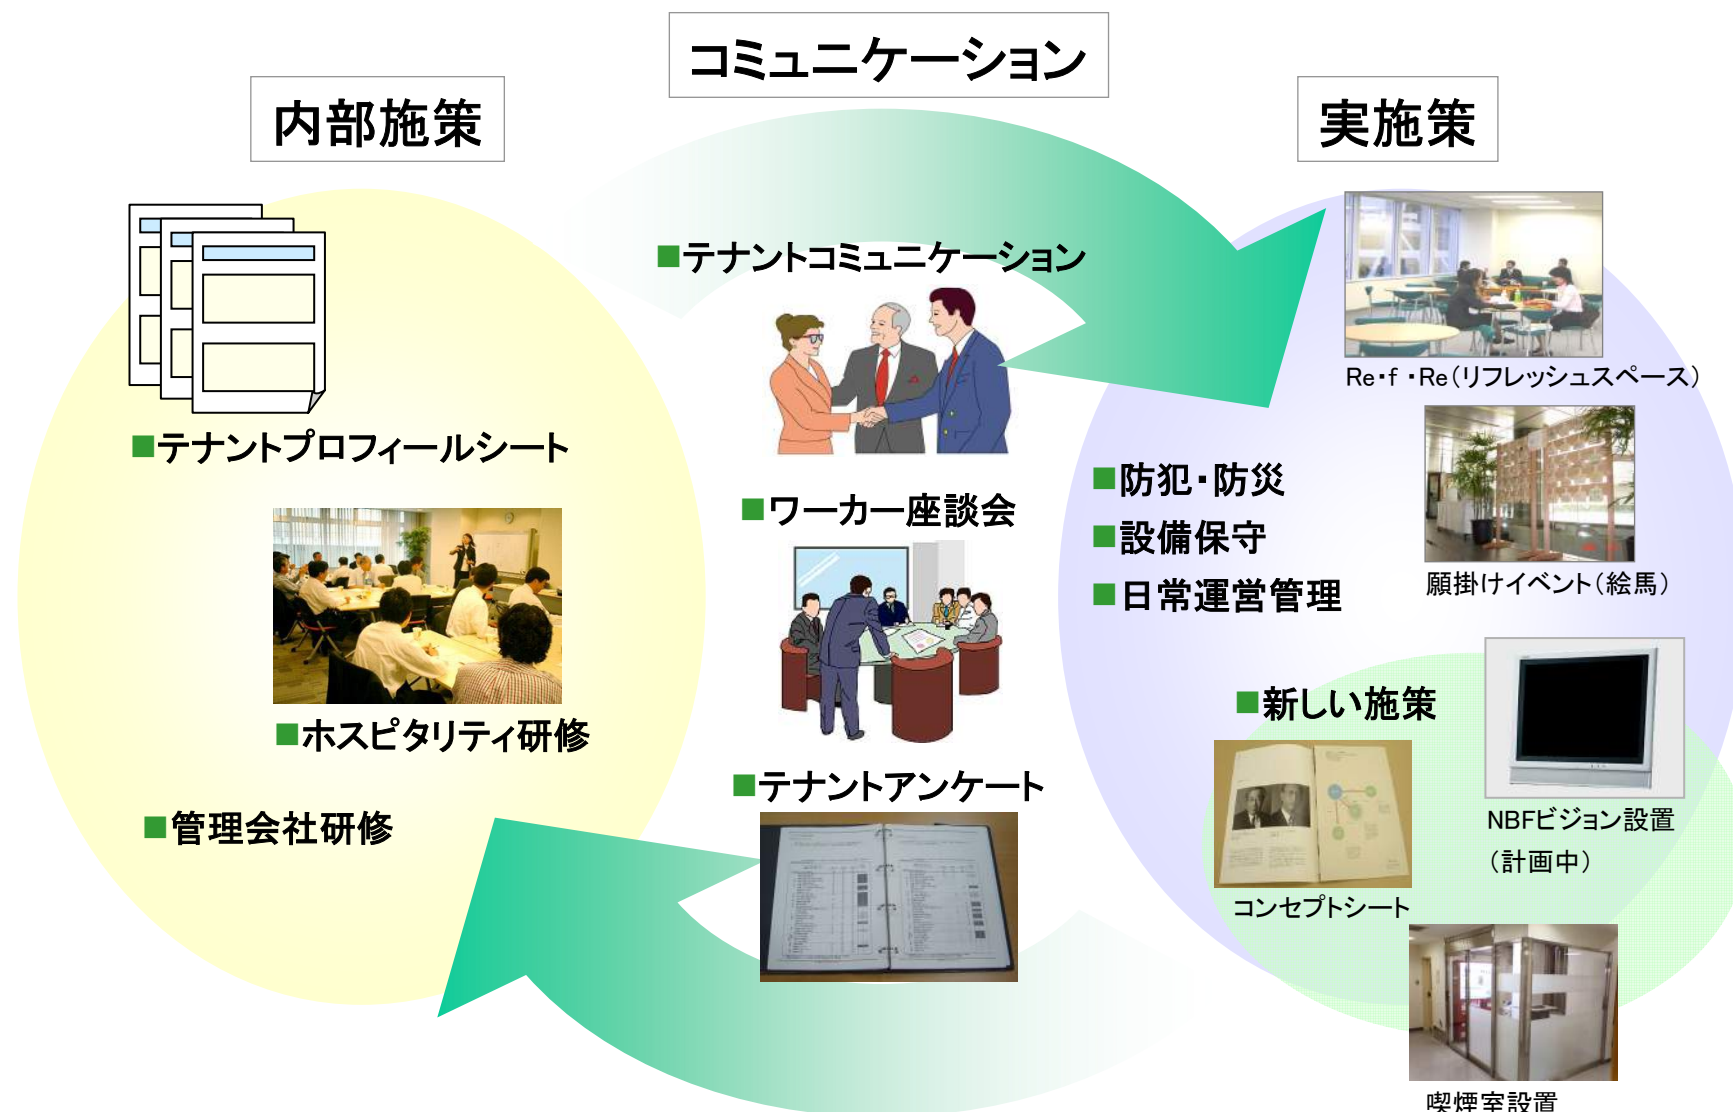 コミュニケーション
内部施策
実施策
■テナントコミュニケーション
Re・f・Re(リフレッシュスペース)
■テナントプロフィールシート
■防犯・防災
■ワーカー座談会
■設備保守
願掛けイベント(絵馬)
■日常運営管理
■新しい施策
■ホスピタリティ研修
■テナントアンケート
■管理会社研修
NBFビジョン設置
(計画中)
コンセプトシート
喫煙室設置